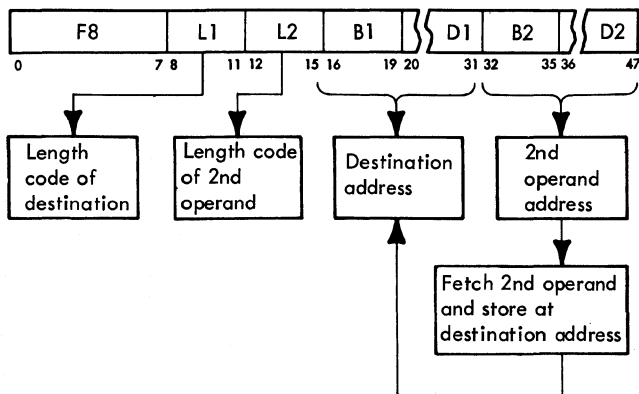 F8 L1 L2 B1 D1 B2 D2
0 7 8 11 12 15 16 19 20 31 32 35 36 47
Length
code of
destination
Length code
of 2nd
operand
Destination
address
2nd
operand
address
Fetch 2nd operand
and store at
destination address